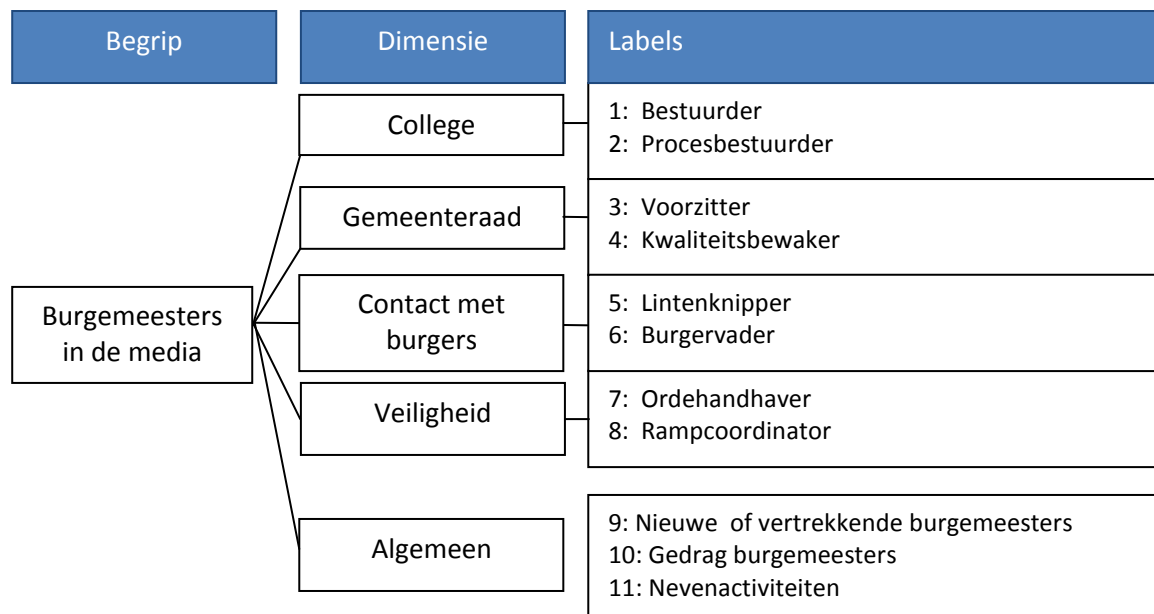 Begrip
Dimensie
Labels
College
1: Bestuurder
2: Procesbestuurder
Gemeenteraad
3: Voorzitter
4: Kwaliteitsbewaker
Burgemeesters
in de media
Contact met
burgers
5: Lintenknipper
6: Burgervader
Veiligheid
7: Ordehandhaver
8: Rampcoordinator
Algemeen
9: Nieuwe of vertrekkende burgemeesters
10: Gedrag burgemeesters
11: Nevenactiviteiten